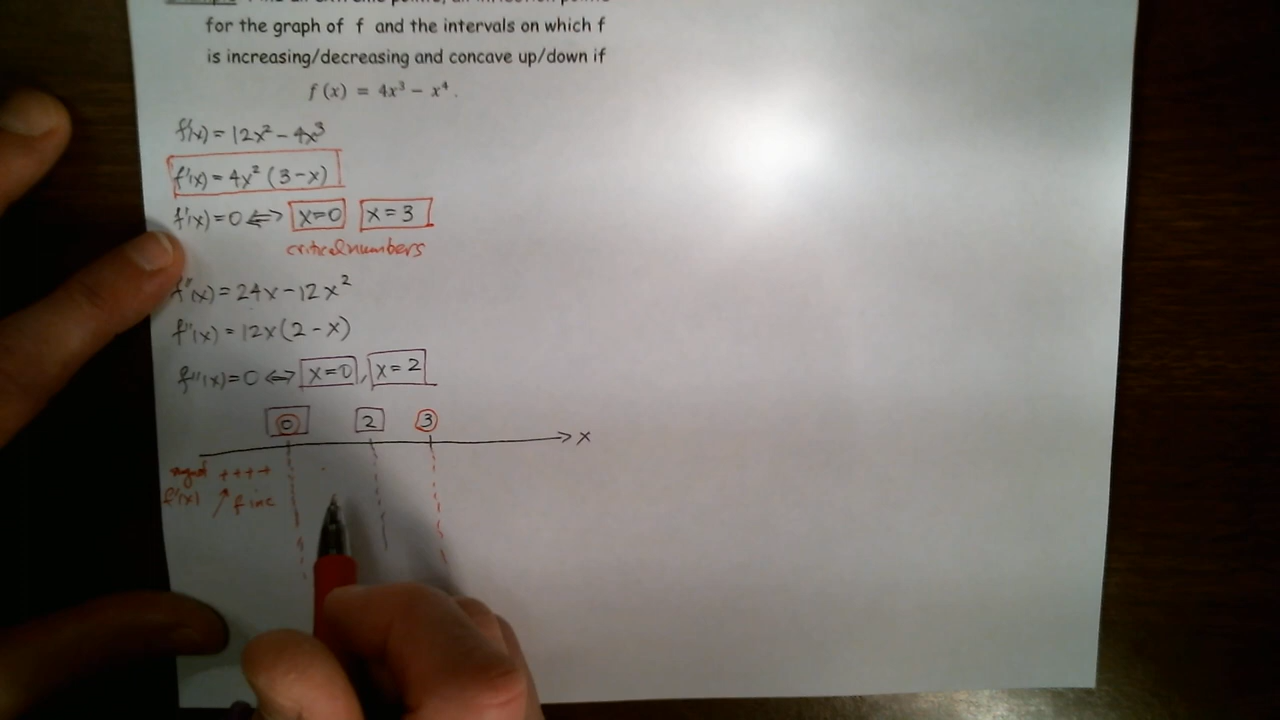 for the graph of f and the intervals on which f
is increasing/decreasing and concave up/down if
f (x) = 4x³ − x⁴ .
f'(x) = 12x² − 4x³
f'(x) = 4x² (3 − x)
f'(x) = 0 ⟺ x=0 x = 3
critical numbers
f''(x) = 24x − 12x²
f''(x) = 12x(2 − x)
f''(x) = 0 ⟺ x=0 , x = 2
0 2 3
x
++++
f'(x) ↗ f inc